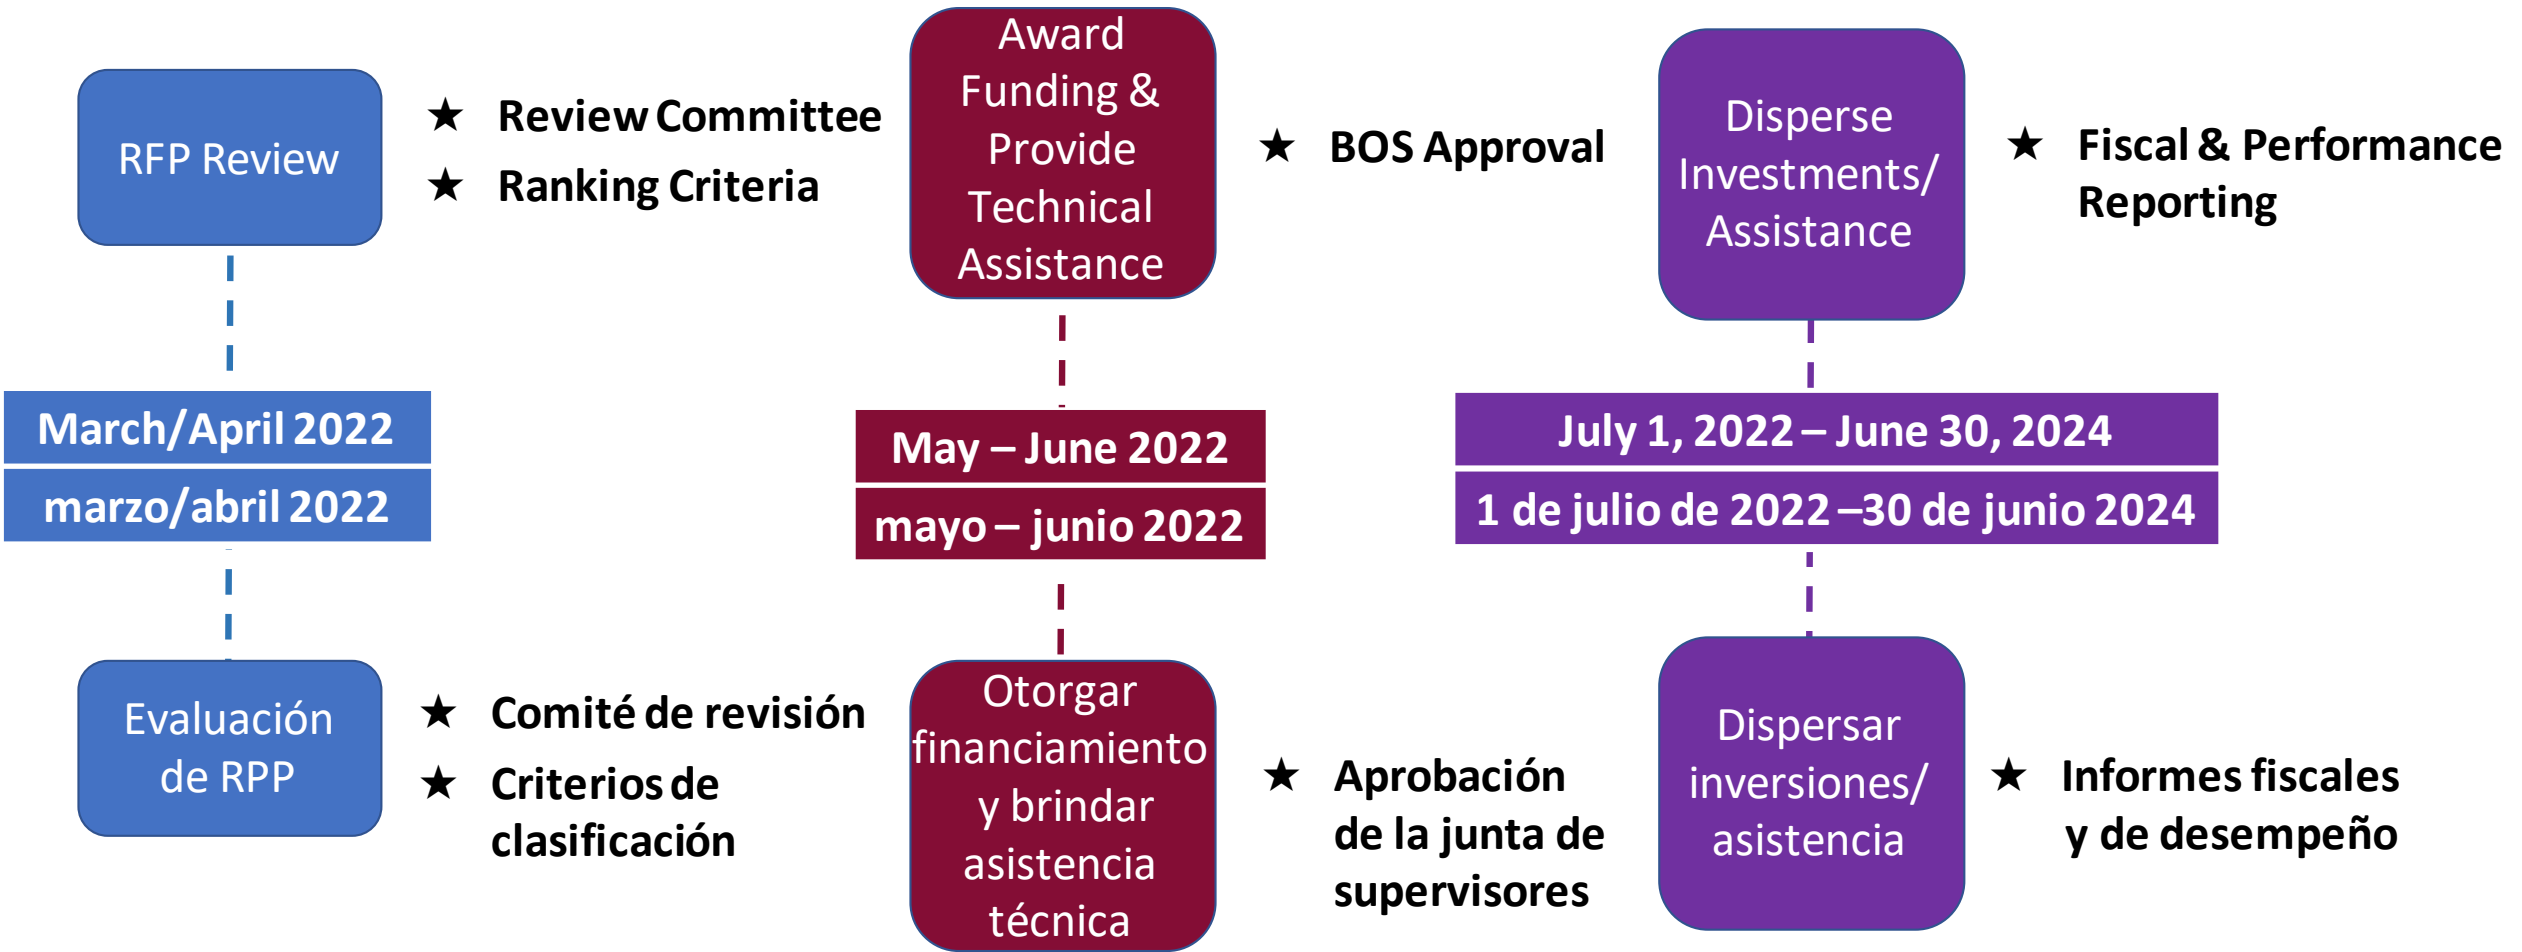 RFP Review
★ Review Committee
★ Ranking Criteria
Award
Funding &
Provide
Technical
Assistance
★ BOS Approval
Disperse
Investments/
Assistance
★ Fiscal & Performance
Reporting
March/April 2022
marzo/abril 2022
May – June 2022
mayo – junio 2022
July 1, 2022 – June 30, 2024
1 de julio de 2022 –30 de junio 2024
Evaluación
de RPP
★ Comité de revisión
★ Criterios de
clasificación
Otorgar
financiamiento
y brindar
asistencia
técnica
★ Aprobación
de la junta de
supervisores
Dispersar
inversiones/
asistencia
★ Informes fiscales
y de desempeño